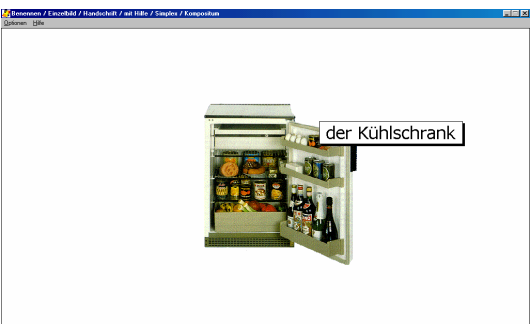 Benennen / Einzelbild / Handschrift / mit Hilfe / Simplex / Kompositum
Optionen Hilfe
der Kühlschrank